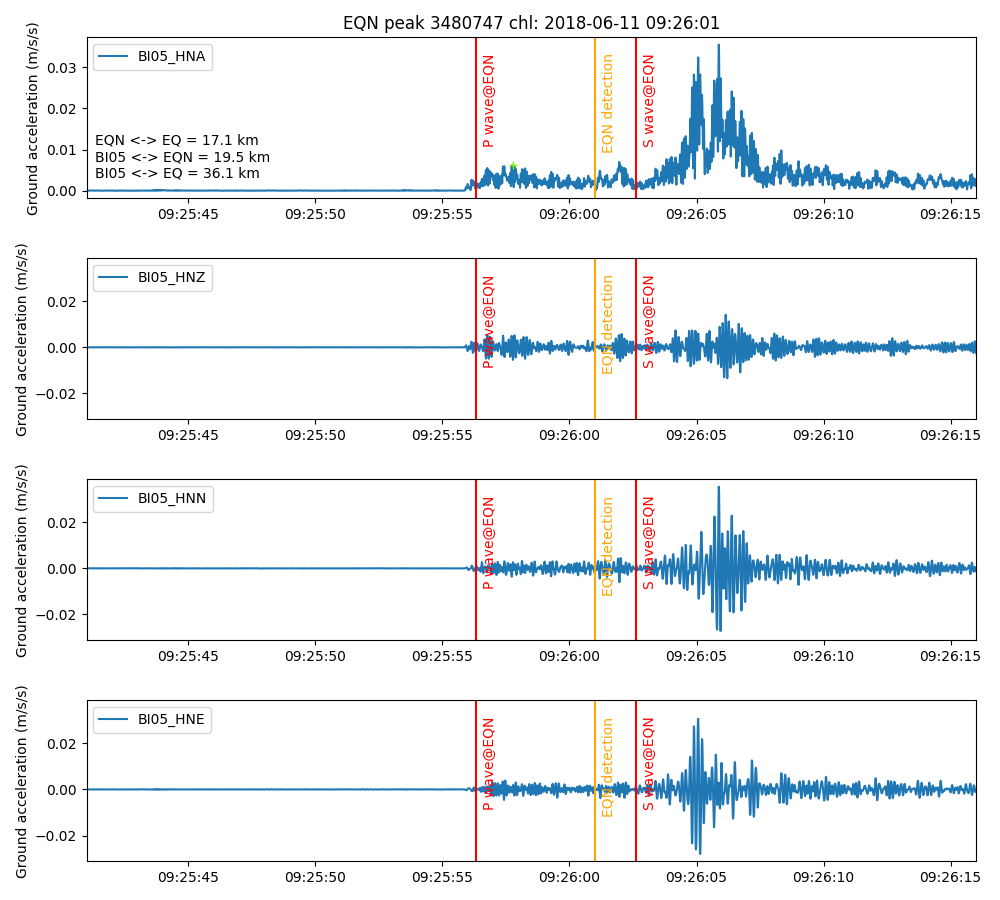 EQN peak 3480747 chl: 2018-06-11 09:26:01
Ground acceleration (m/s/s)
0.03
0.02
0.01
0.00
BI05_HNA
EQN <-> EQ = 17.1 km
BI05 <-> EQN = 19.5 km
BI05 <-> EQ = 36.1 km
P wave@EQN
EQN detection
S wave@EQN
09:25:45 09:25:50 09:25:55 09:26:00 09:26:05 09:26:10 09:26:15
Ground acceleration (m/s/s)
0.02
0.00
−0.02
BI05_HNZ
P wave@EQN
EQN detection
S wave@EQN
09:25:45 09:25:50 09:25:55 09:26:00 09:26:05 09:26:10 09:26:15
Ground acceleration (m/s/s)
0.02
0.00
−0.02
BI05_HNN
P wave@EQN
EQN detection
S wave@EQN
09:25:45 09:25:50 09:25:55 09:26:00 09:26:05 09:26:10 09:26:15
Ground acceleration (m/s/s)
0.02
0.00
−0.02
BI05_HNE
P wave@EQN
EQN detection
S wave@EQN
09:25:45 09:25:50 09:25:55 09:26:00 09:26:05 09:26:10 09:26:15